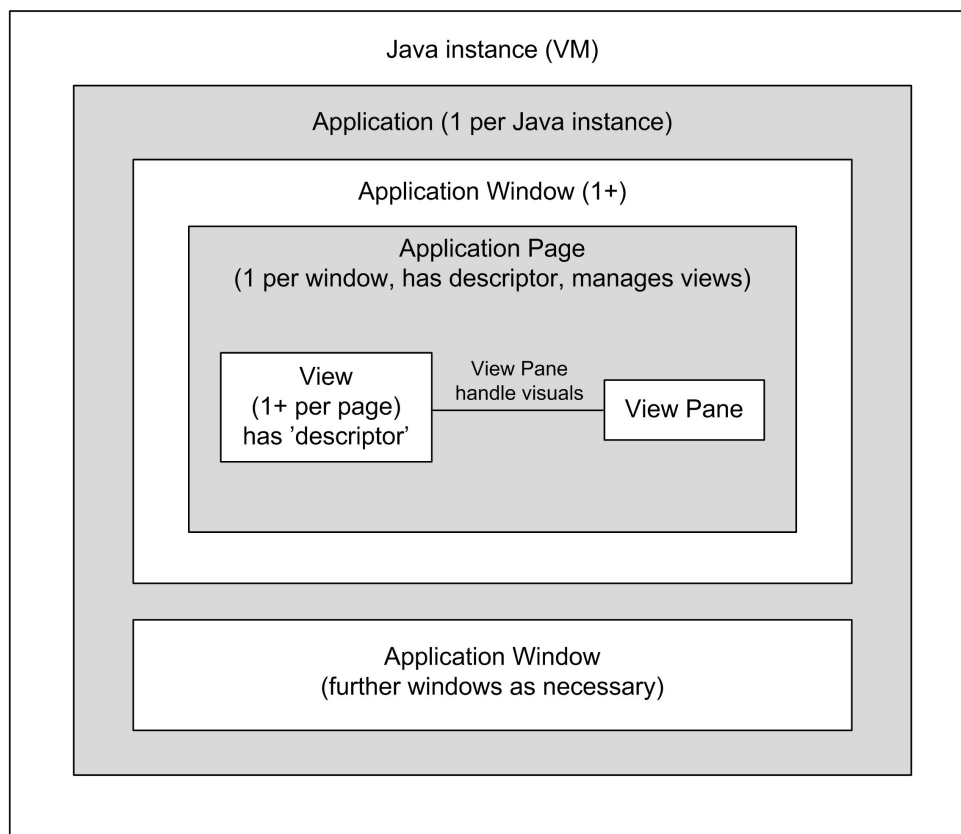 Java instance (VM)
Application (1 per Java instance)
Application Window (1+)
Application Page
(1 per window, has descriptor, manages views)
View
(1+ per page)
has ’descriptor’
View Pane
handle visuals
View Pane
Application Window
(further windows as necessary)